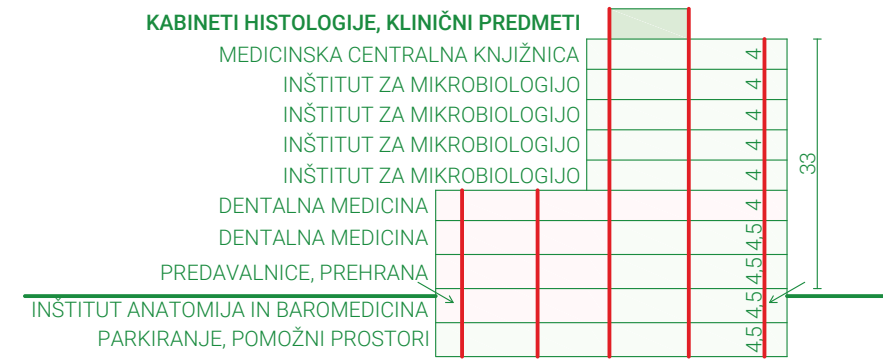 KABINETI HISTOLOGIJE, KLINIČNI PREDMETI
MEDICINSKA CENTRALNA KNJIŽNICA 4
INŠTITUT ZA MIKROBIOLOGIJO 4
INŠTITUT ZA MIKROBIOLOGIJO 4
INŠTITUT ZA MIKROBIOLOGIJO 4
INŠTITUT ZA MIKROBIOLOGIJO 4
33
DENTALNA MEDICINA 4
DENTALNA MEDICINA 4,5
PREDAVALNICE, PREHRANA 4,5
INŠTITUT ANATOMIJA IN BAROMEDICINA 4,5
PARKIRANJE, POMOŽNI PROSTORI 4,5